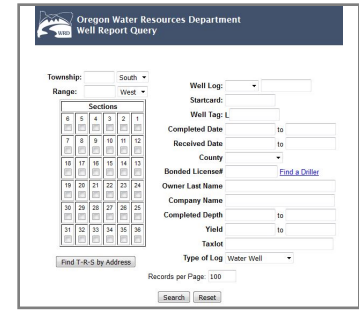 WRD
Oregon Water Resources Department
Well Report Query
Township: South
Range: West
Sections
6 5 4 3 2 1
7 8 9 10 11 12
18 17 16 15 14 13
19 20 21 22 23 24
30 29 28 27 26 25
31 32 33 34 35 36
Find T-R-S by Address
Well Log:
Startcard:
Well Tag: L
Completed Date to
Received Date to
County
Bonded License# Find a Driller
Owner Last Name
Company Name
Completed Depth to
Yield to
Taxlot
Type of Log Water Well
Records per Page: 100
Search Reset